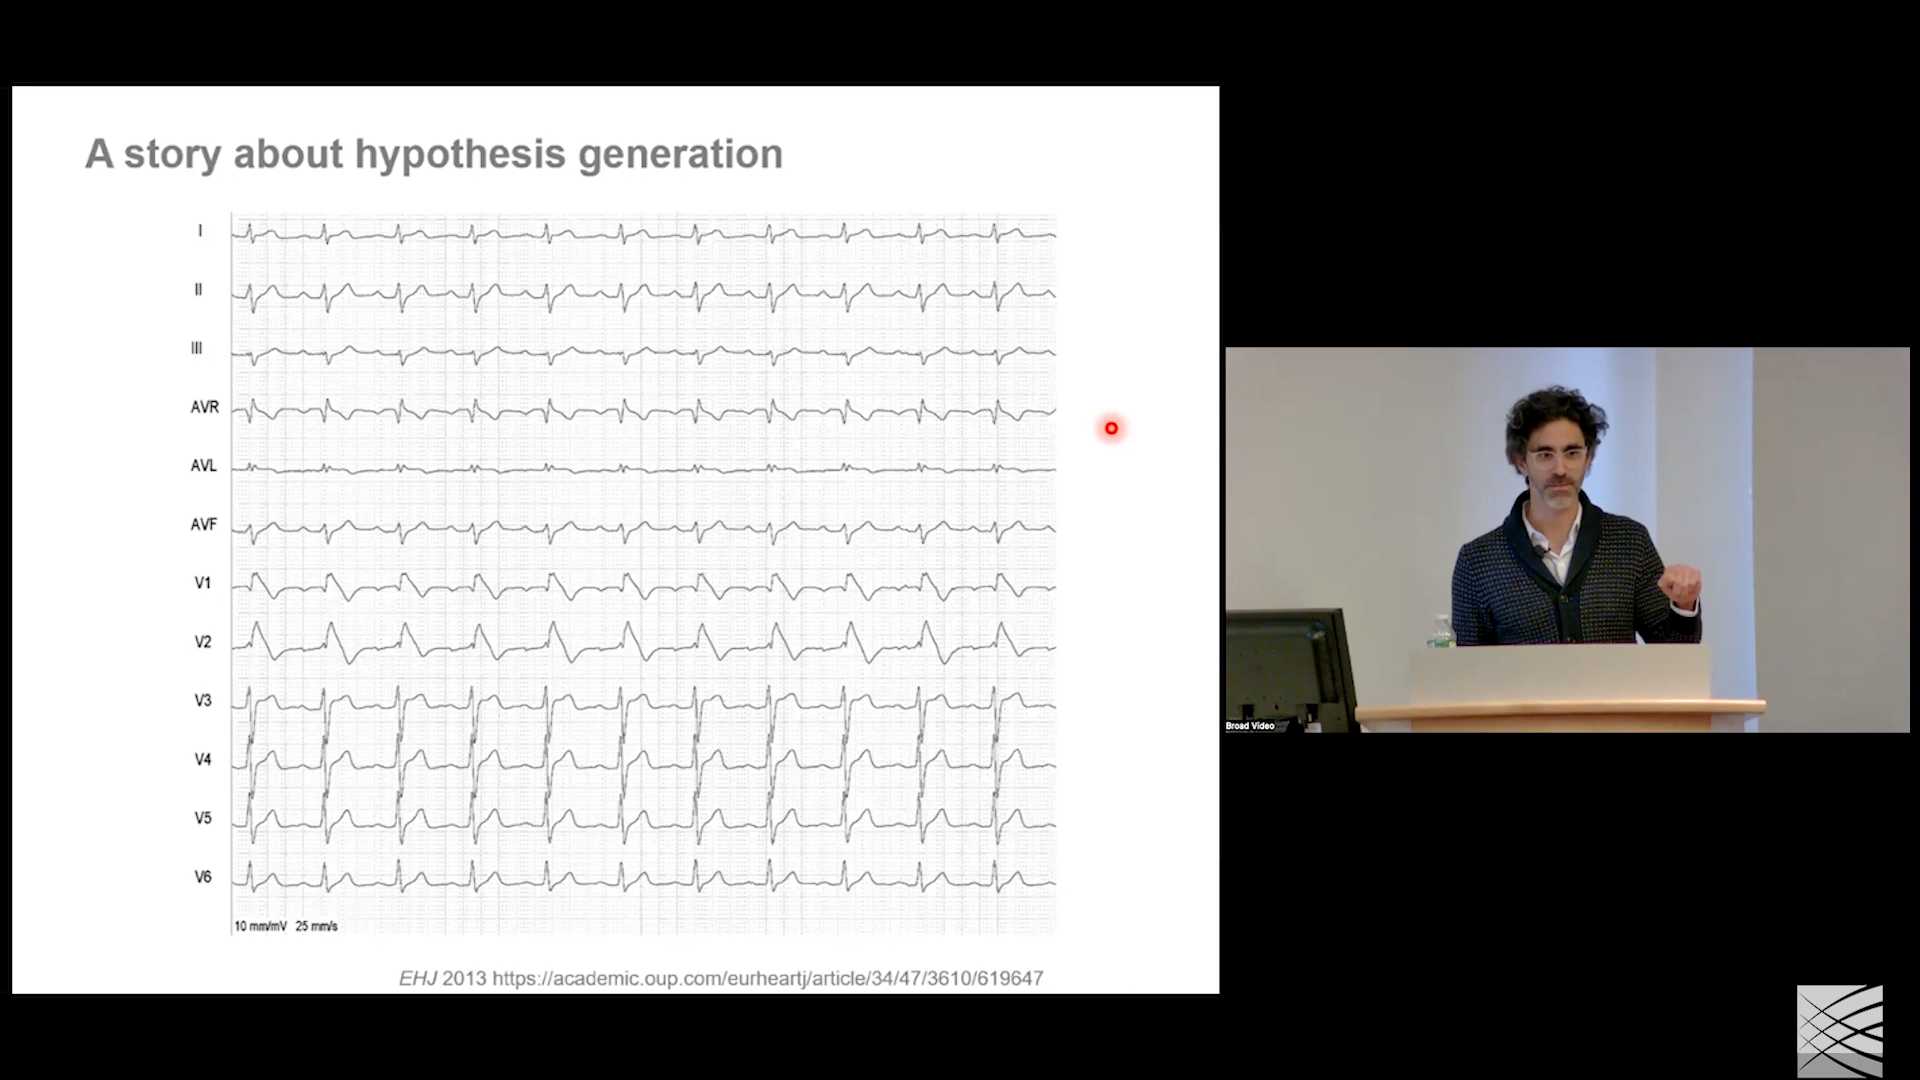 A story about hypothesis generation
I
II
III
AVR
AVL
AVF
V1
V2
V3
V4
V5
V6
10 mm/mV 25 mm/s
EHJ 2013 https://academic.oup.com/eurheartj/article/34/47/3610/619647
Broad Video